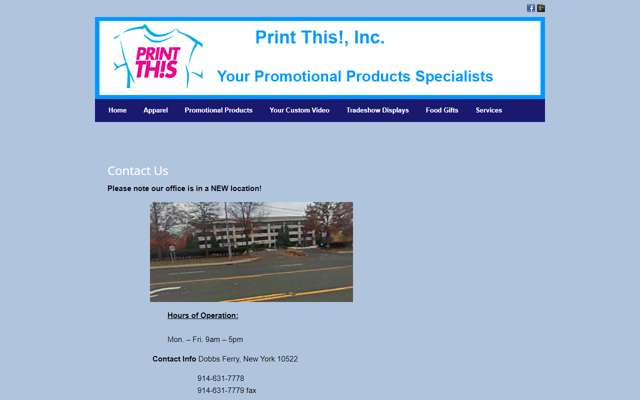 Print This!, Inc.
PRINT
TH!S
Your Promotional Products Specialists
Home Apparel Promotional Products Your Custom Video Tradeshow Displays Food Gifts Services
Contact Us
Please note our office is in a NEW location!
Hours of Operation:
Mon. – Fri. 9am – 5pm
Contact Info Dobbs Ferry, New York 10522
914-631-7778
914-631-7779 fax